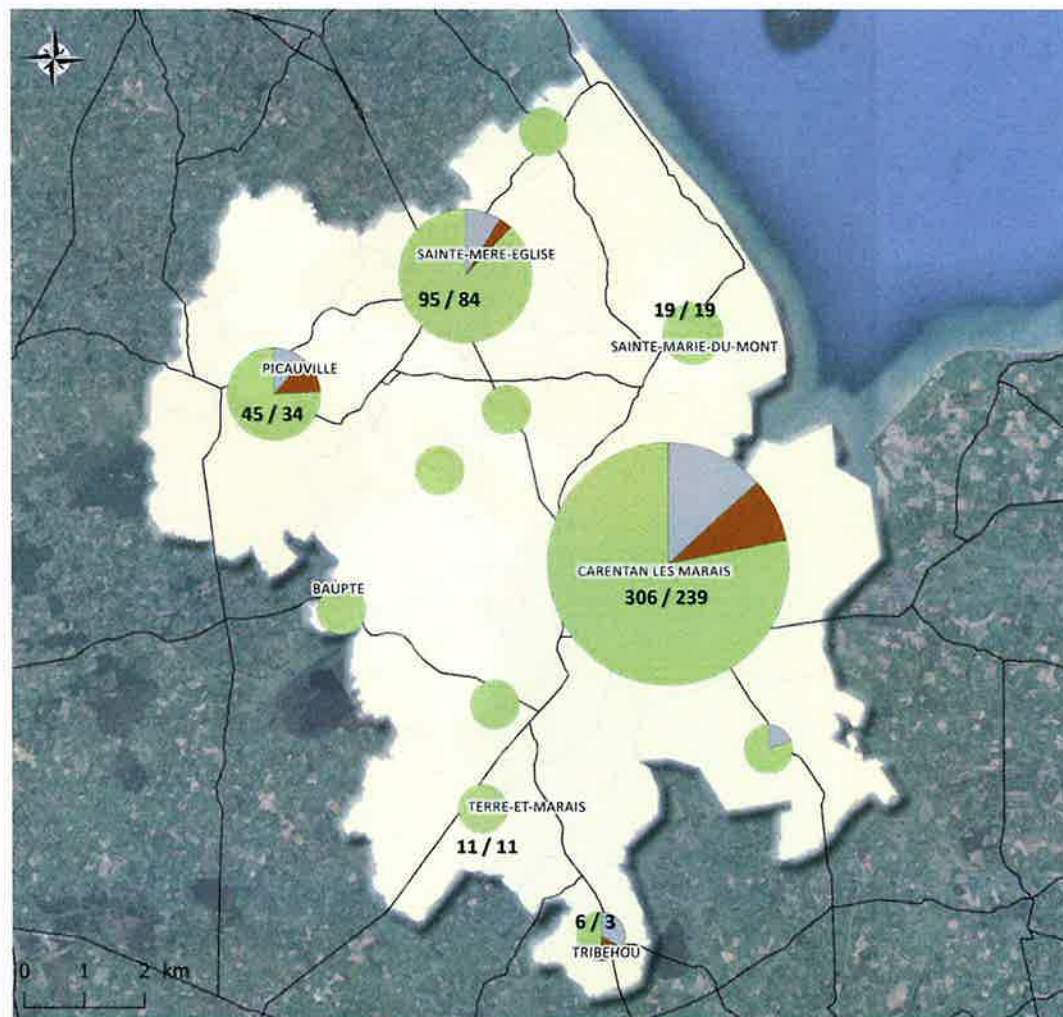 SAINTE-MERE-EGLISE
95 / 84
19 / 19
SAINTE-MARIE-DU-MONT
PICAUVILLE
45 / 34
CARENTAN LES MARAIS
306 / 239
BAUPTE
TERRE-ET-MARAIS
11 / 11
6 / 3
TRIBEHOU
0 1 2 km